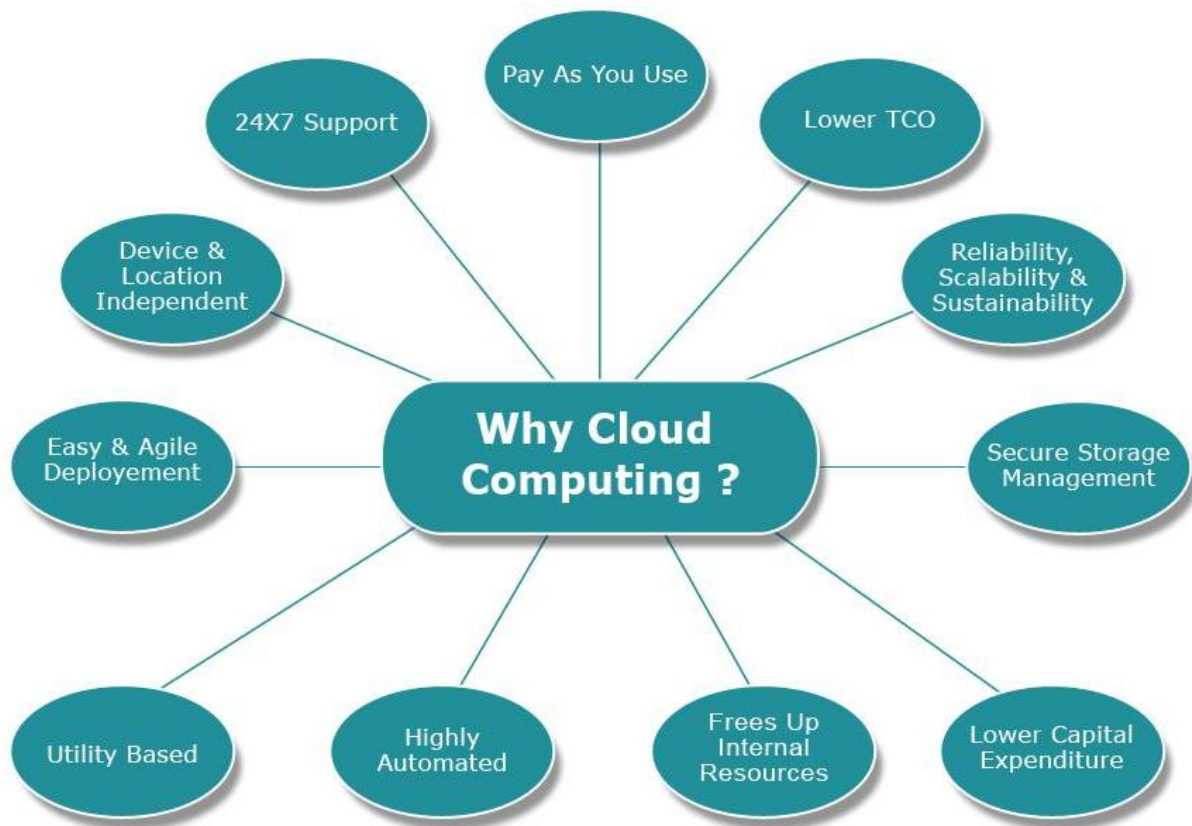 Pay As You Use
24X7 Support
Lower TCO
Device &
Location
Independent
Reliability,
Scalability &
Sustainability
Why Cloud
Computing ?
Easy & Agile
Deployement
Secure Storage
Management
Utility Based
Highly
Automated
Frees Up
Internal
Resources
Lower Capital
Expenditure